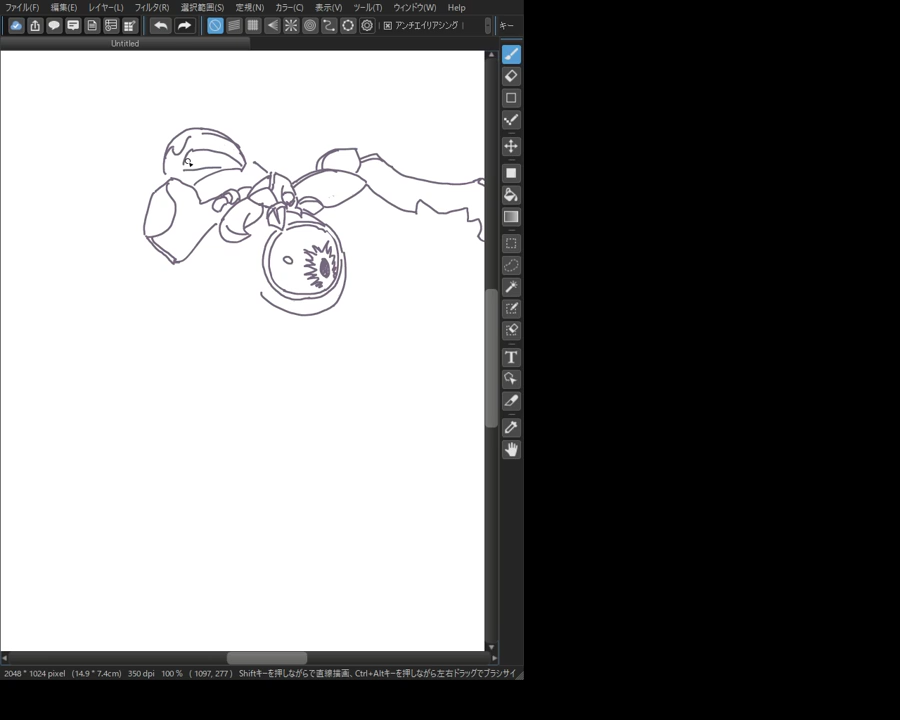 ファイル(F) 編集(E) レイヤー(L) フィルタ(R) 選択範囲(S) 定規(N) カラー(C) 表示(V) ツール(T) ウィンドウ(W) Help
アンチエイリアシング キー
Untitled
T
2048 * 1024 pixel (14.9 * 7.4cm) 350 dpi 100 % ( 1097, 277 ) Shiftキーを押しながらで直線描画、Ctrl+Altキーを押しながら左右ドラッグでブラシサイ